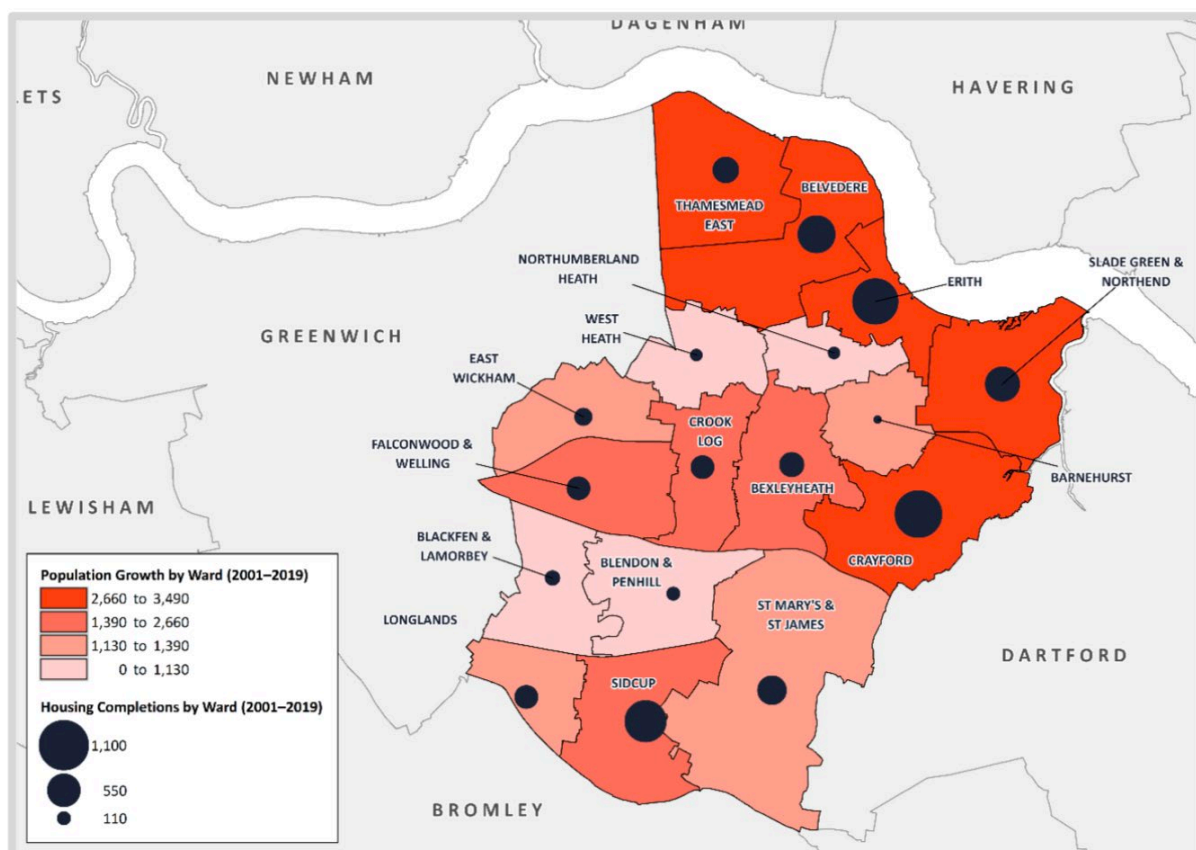 DAGENHAM
NEWHAM
HAVERING
LETS
BELVEDERE
THAMESMEAD
EAST
NORTHUMBERLAND
HEATH
SLADE GREEN &
NORTHEND
ERITH
WEST
HEATH
GREENWICH
EAST
WICKHAM
CROOK
LOG
FALCONWOOD &
WELLING
BEXLEYHEATH
BARNEHURST
LEWISHAM
BLACKFEN &
LAMORBEY
BLENDON &
PENHILL
CRAYFORD
ST MARY'S &
ST JAMES
LONGLANDS
DARTFORD
SIDCUP
BROMLEY
Population Growth by Ward (2001–2019)
2,660 to 3,490
1,390 to 2,660
1,130 to 1,390
0 to 1,130
Housing Completions by Ward (2001–2019)
1,100
550
110